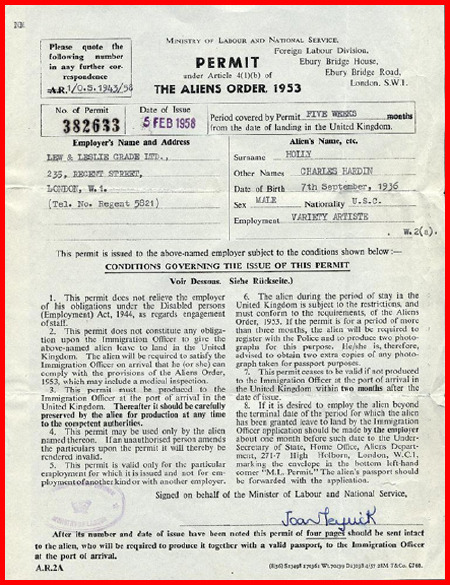 MINISTRY OF LABOUR AND NATIONAL SERVICE,
Foreign Labour Division,
Ebury Bridge House,
Ebury Bridge Road,
London, S.W.1.
Please quote
the following
number
in any further cor-
respondence
A.R.1/O.S.1943/58
PERMIT
under Article 4(1)(b) of
THE ALIENS ORDER, 1953
No. of Permit
382633
Date of Issue
5 FEB 1958
Period covered by Permit FIVE WEEKS months
from the date of landing in the United Kingdom.
Employer's Name and Address
LEW & LESLIE GRADE LTD.,
235, REGENT STREET,
LONDON, W.1.
(Tel. No. Regent 5821)
Alien's Name, etc.
Surname HOLLY
Other Names CHARLES HARDIN
Date of Birth 7th September, 1936
Sex MALE Nationality U.S.C.
Employment VARIETY ARTISTE
W.2(a).
This permit is issued to the above-named employer subject to the conditions shown below :—
CONDITIONS GOVERNING THE ISSUE OF THIS PERMIT
Voir Dessous. Siehe Rückseite.)
1. This permit does not relieve the employer
of his obligations under the Disabled persons
(Employment) Act, 1944, as regards engagement
of staff.
2. This permit does not constitute any obliga-
tion upon the Immigration Officer to give the
above-named alien leave to land in the United
Kingdom. The alien will be required to satisfy the
Immigration Officer on arrival that he (or she) can
comply with the provisions of the Aliens Order,
1953, which may include a medical inspection.
3. This permit must be produced to the
Immigration Officer at the port of arrival in the
United Kingdom. Thereafter it should be carefully
preserved by the alien for production at any time
to the competent authorities.
4. This permit may be used only by the alien
named thereon. If an unauthorised person amends
the particulars upon the permit it will thereby be
rendered invalid.
5. This permit is valid only for the particular
employment for which it is issued and not for em-
ployment of another kind or with another employer.
6. The alien during the period of stay in the
United Kingdom is subject to the restrictions, and
must conform to the requirements, of the Aliens
Order, 1953. If the permit is for a period of more
than three months, the alien will be required to
register with the Police and to produce two photo-
graphs for this purpose. He/she is, therefore,
advised to obtain two extra copies of any photo-
graph taken for passport purposes.
7. This permit ceases to be valid if not produced
to the Immigration Officer at the port of arrival in
the United Kingdom within two months after the
date of issue.
8. If it is desired to employ the alien beyond
the terminal date of the period for which the alien
has been granted leave to land by the Immigration
Officer application should be made by the employer
about one month before such date to the Under-
Secretary of State, Home Office, Aliens Depart-
ment, 271-7 High Holborn, London, W.C.1,
marking the envelope in the bottom left-hand
corner "M.L. Permit." The alien's passport should
be forwarded with the application.
Signed on behalf of the Minister of Labour and National Service,
After its number and date of issue have been noted this permit of four pages should be sent intact
to the alien, who will be required to produce it together with a valid passport, to the Immigration Officer
at the port of arrival.
A.R.2A